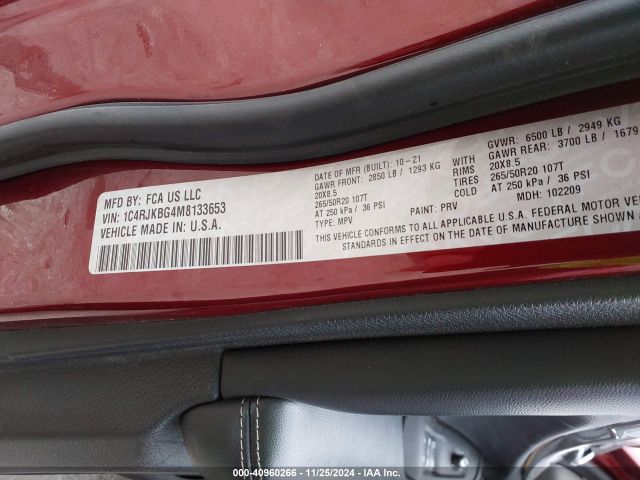 MFD BY: FCA US LLC
VIN: 1C4RJKBG4M8133653
VEHICLE MADE IN: U.S.A.
DATE OF MFR (BUILT): 10-21
GAWR FRONT: 2850 LB / 1293 KG
20X8.5
265/50R20 107T
AT 250 kPa / 36 PSI
TYPE: MPV
PAINT: PRV
WITH
RIMS
TIRES
COLD
GVWR: 6500 LB / 2949 KG
GAWR REAR: 3700 LB / 1679
20X8.5
265/50R20 107T
AT 250 kPa / 36 PSI
MDH: 102209
THIS VEHICLE CONFORMS TO ALL APPLICABLE U.S.A. FEDERAL MOTOR
BUMPER AND THEFT PREVENTION STANDARDS IN EFFECT ON THE DATE OF MANUFACTURE SHOWN
000-40960266 - 11/25/2024 - IAA Inc.